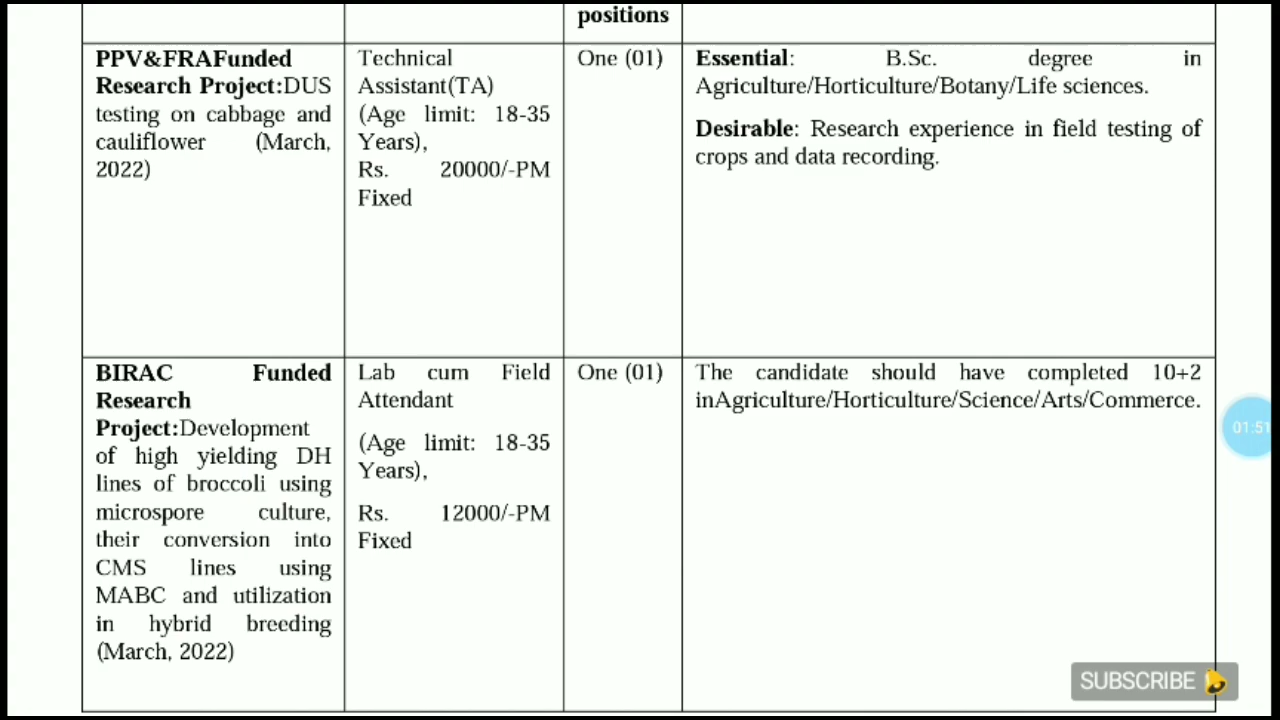 positions
PPV&FRAFunded
Research Project:DUS
testing on cabbage and
cauliflower (March,
2022)
Technical
Assistant(TA)
(Age limit: 18-35
Years),
Rs. 20000/-PM
Fixed
One (01)
Essential: B.Sc. degree in
Agriculture/Horticulture/Botany/Life sciences.
Desirable: Research experience in field testing of
crops and data recording.
BIRAC Funded
Research
Project:Development
of high yielding DH
lines of broccoli using
microspore culture,
their conversion into
CMS lines using
MABC and utilization
in hybrid breeding
(March, 2022)
Lab cum Field
Attendant
(Age limit: 18-35
Years),
Rs. 12000/-PM
Fixed
One (01)
The candidate should have completed 10+2
inAgriculture/Horticulture/Science/Arts/Commerce.
01:51
SUBSCRIBE